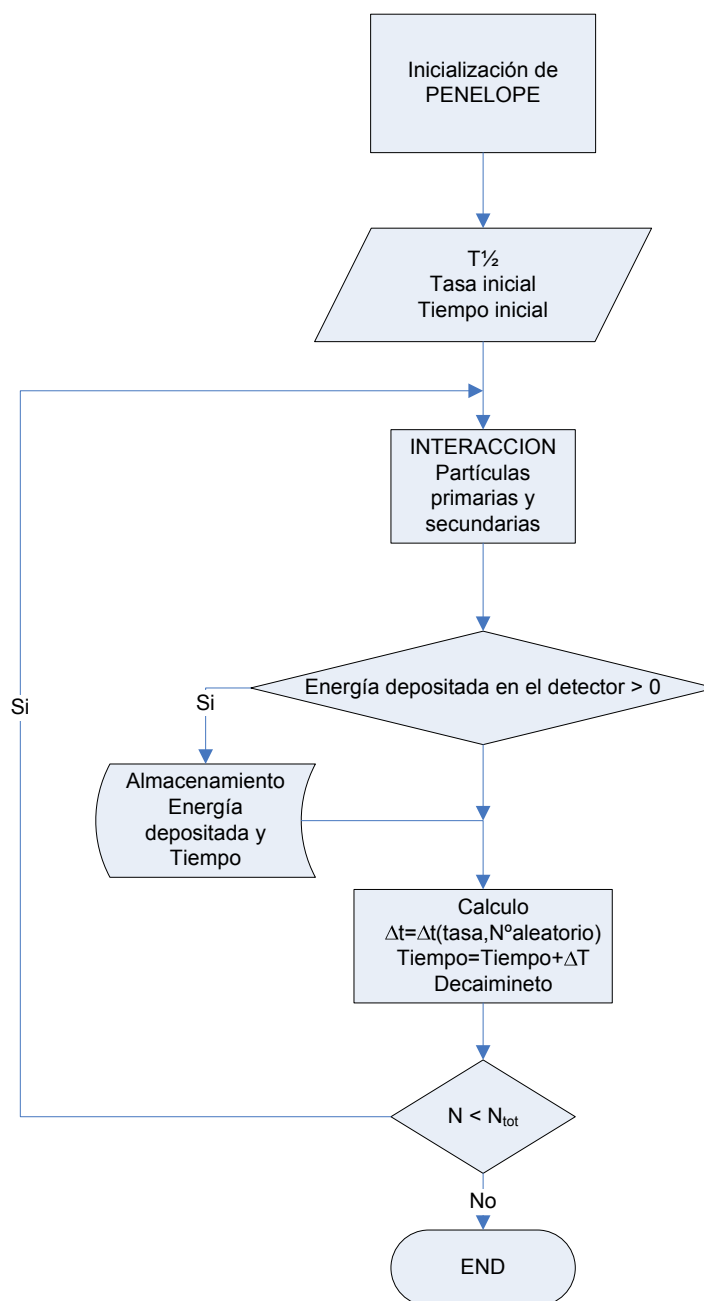 Inicialización de
PENELOPE
T½
Tasa inicial
Tiempo inicial
INTERACCION
Partículas
primarias y
secundarias
Energía depositada en el detector > 0
Si
Si
Almacenamiento
Energía
depositada y
Tiempo
Calculo
Δt=Δt(tasa,Nºaleatorio)
Tiempo=Tiempo+ΔT
Decaimineto
N < Ntot
No
END